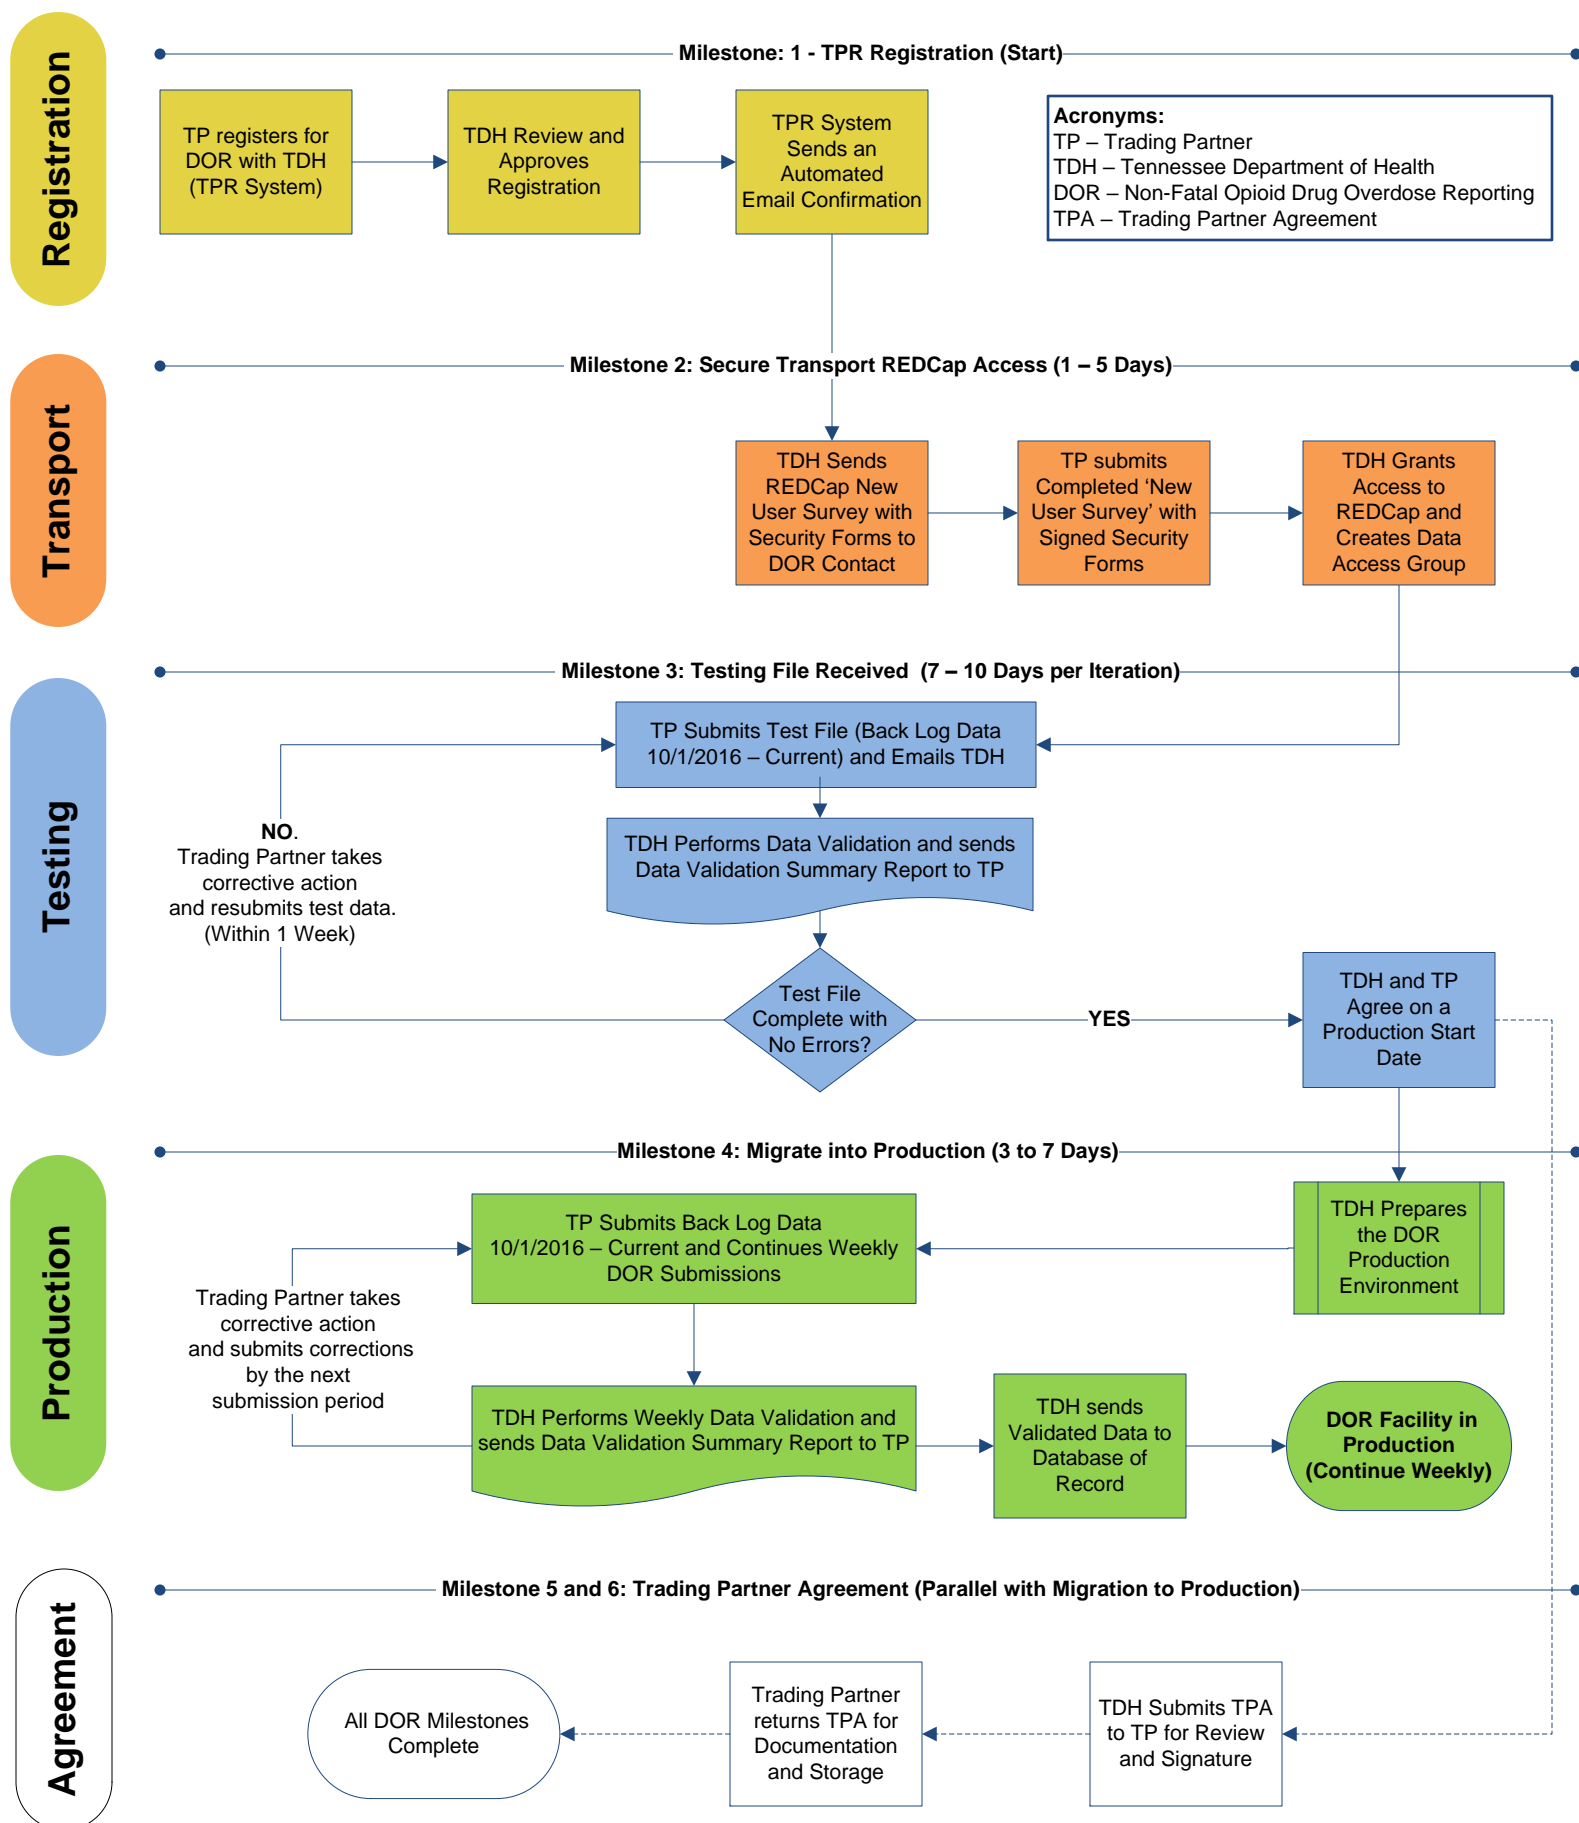 Registration
Milestone: 1 - TPR Registration (Start)
TP registers for
DOR with TDH
(TPR System)
TDH Review and
Approves
Registration
TPR System
Sends an
Automated
Email Confirmation
Acronyms:
TP – Trading Partner
TDH – Tennessee Department of Health
DOR – Non-Fatal Opioid Drug Overdose Reporting
TPA – Trading Partner Agreement
Transport
Milestone 2: Secure Transport REDCap Access (1 – 5 Days)
TDH Sends
REDCap New
User Survey with
Security Forms to
DOR Contact
TP submits
Completed ‘New
User Survey’ with
Signed Security
Forms
TDH Grants
Access to
REDCap and
Creates Data
Access Group
Testing
Milestone 3: Testing File Received (7 – 10 Days per Iteration)
TP Submits Test File (Back Log Data
10/1/2016 – Current) and Emails TDH
NO.
Trading Partner takes
corrective action
and resubmits test data.
(Within 1 Week)
TDH Performs Data Validation and sends
Data Validation Summary Report to TP
Test File
Complete with
No Errors?
YES
TDH and TP
Agree on a
Production Start
Date
Production
Milestone 4: Migrate into Production (3 to 7 Days)
TP Submits Back Log Data
10/1/2016 – Current and Continues Weekly
DOR Submissions
TDH Prepares
the DOR
Production
Environment
Trading Partner takes
corrective action
and submits corrections
by the next
submission period
TDH Performs Weekly Data Validation and
sends Data Validation Summary Report to TP
TDH sends
Validated Data to
Database of
Record
DOR Facility in
Production
(Continue Weekly)
Agreement
Milestone 5 and 6: Trading Partner Agreement (Parallel with Migration to Production)
All DOR Milestones
Complete
Trading Partner
returns TPA for
Documentation
and Storage
TDH Submits TPA
to TP for Review
and Signature